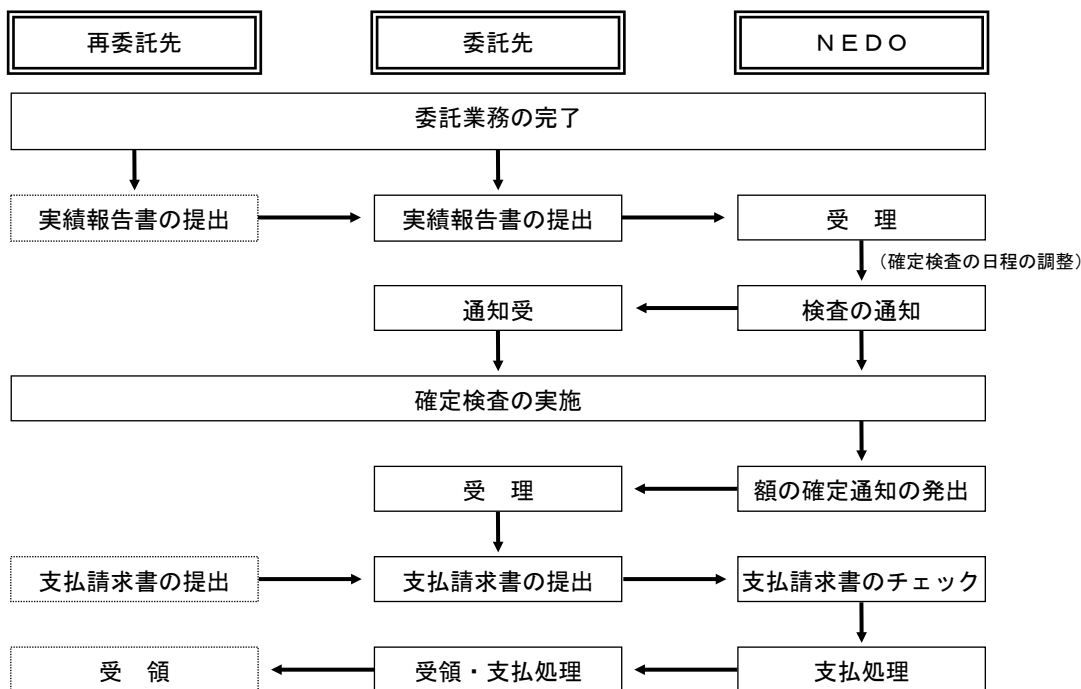 再委託先
委託先
ＮＥＤＯ
委託業務の完了
実績報告書の提出
実績報告書の提出
受　理
（確定検査の日程の調整）
通知受
検査の通知
確定検査の実施
受　理
額の確定通知の発出
支払請求書の提出
支払請求書の提出
支払請求書のチェック
受　領
受領・支払処理
支払処理